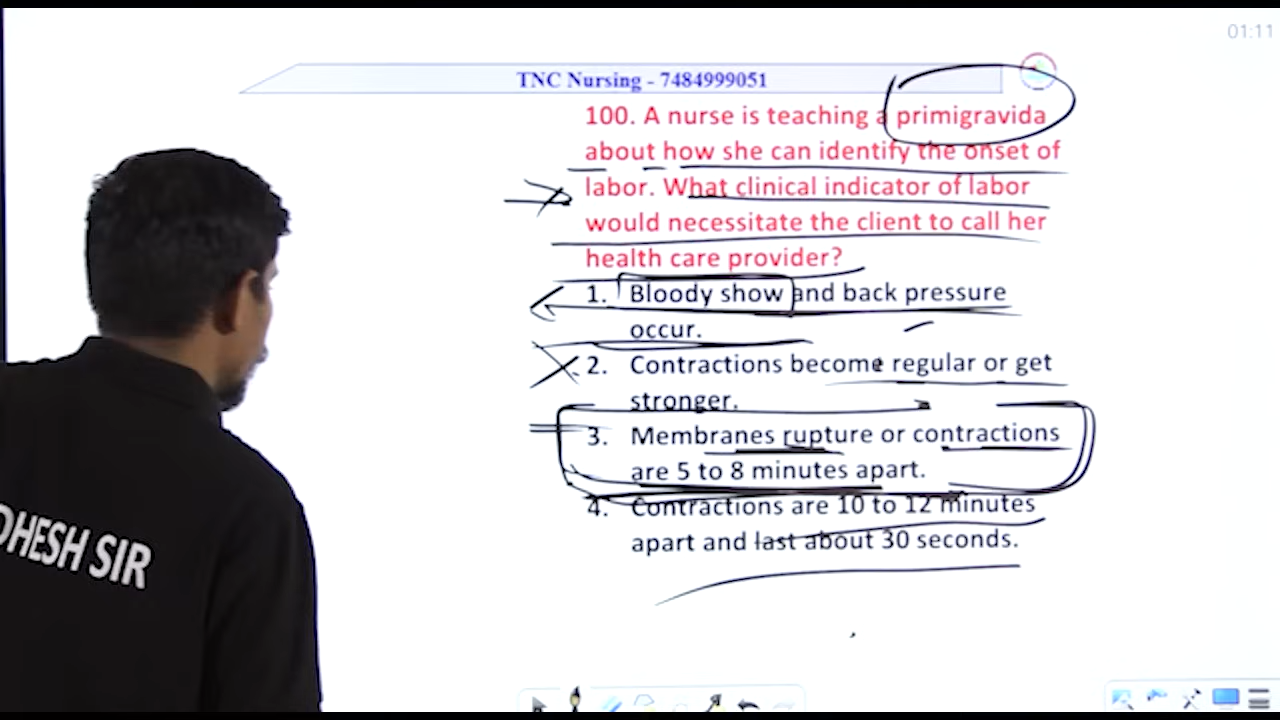 01:11
TNC Nursing - 7484999051
100. A nurse is teaching a primigravida
about how she can identify the onset of
labor. What clinical indicator of labor
would necessitate the client to call her
health care provider?
1. Bloody show and back pressure
occur.
2. Contractions become regular or get
stronger.
3. Membranes rupture or contractions
are 5 to 8 minutes apart.
4. Contractions are 10 to 12 minutes
apart and last about 30 seconds.
DHESH SIR